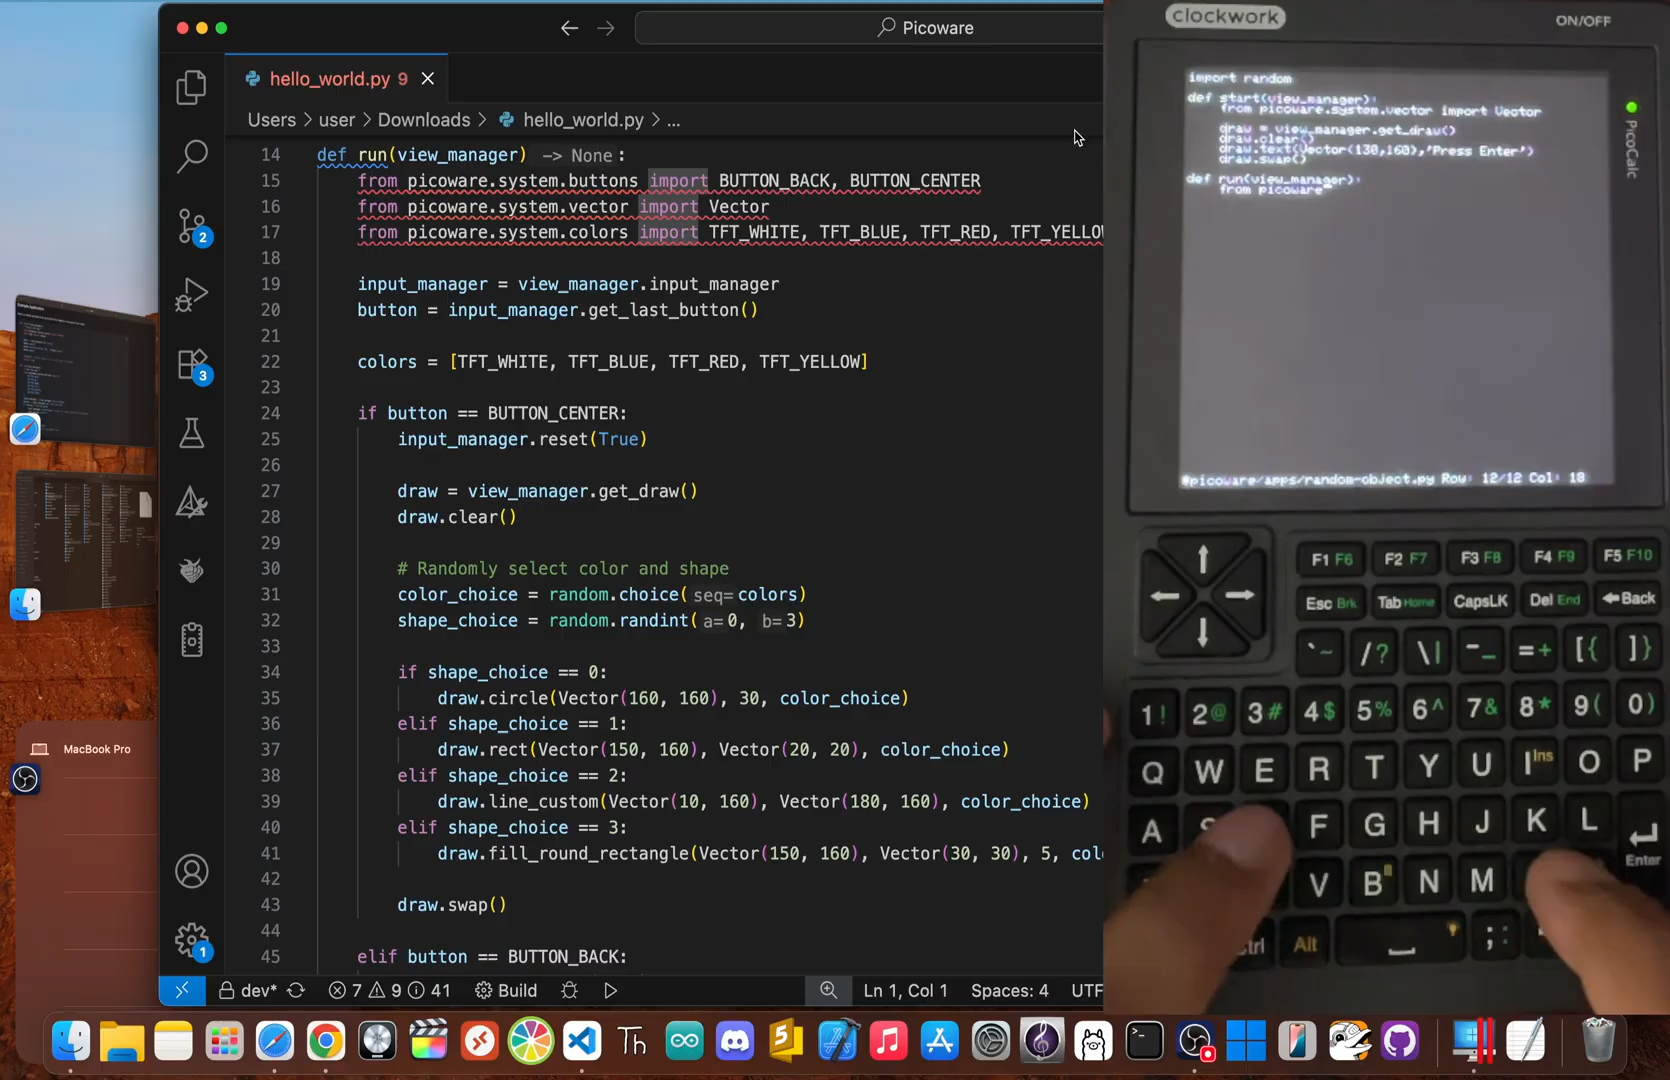 Picoware
hello_world.py 9
Users > user > Downloads > hello_world.py > ...
14 def run(view_manager) -> None:
15 from picoware.system.buttons import BUTTON_BACK, BUTTON_CENTER
16 from picoware.system.vector import Vector
17 from picoware.system.colors import TFT_WHITE, TFT_BLUE, TFT_RED, TFT_YELLOW
18
19 input_manager = view_manager.input_manager
20 button = input_manager.get_last_button()
21
22 colors = [TFT_WHITE, TFT_BLUE, TFT_RED, TFT_YELLOW]
23
24 if button == BUTTON_CENTER:
25 input_manager.reset(True)
26
27 draw = view_manager.get_draw()
28 draw.clear()
29
30 # Randomly select color and shape
31 color_choice = random.choice(seq=colors)
32 shape_choice = random.randint(a=0, b=3)
33
34 if shape_choice == 0:
35 draw.circle(Vector(160, 160), 30, color_choice)
36 elif shape_choice == 1:
37 draw.rect(Vector(150, 160), Vector(20, 20), color_choice)
38 elif shape_choice == 2:
39 draw.line_custom(Vector(10, 160), Vector(180, 160), color_choice)
40 elif shape_choice == 3:
41 draw.fill_round_rectangle(Vector(150, 160), Vector(30, 30), 5, col
42
43 draw.swap()
44
45 elif button == BUTTON_BACK:
2
3
1
dev* 7 9 41 Build Ln 1, Col 1 Spaces: 4 UTF
MacBook Pro
clockwork
ON/OFF
PicoCalc
import random
def start(view_manager):
from picoware.system.vector import Vector
draw = view_manager.get_draw()
draw.clear()
draw.text(Vector(130,160),'Press Enter')
draw.swap()
def run(view_manager):
from picoware
#picoware/apps/random-object.py Row: 12/12 Col: 18
F1 F6 F2 F7 F3 F8 F4 F9 F5 F10
Esc Brk Tab Home CapsLK Del End Back
`~ /? \| -_ =+ [{ ]}
1! 2@ 3# 4$ 5% 6^ 7& 8* 9( 0)
Q W E R T Y U I Ins O P
A S F G H J K L Enter
V B N M
Ctrl Alt ;:
Th
5